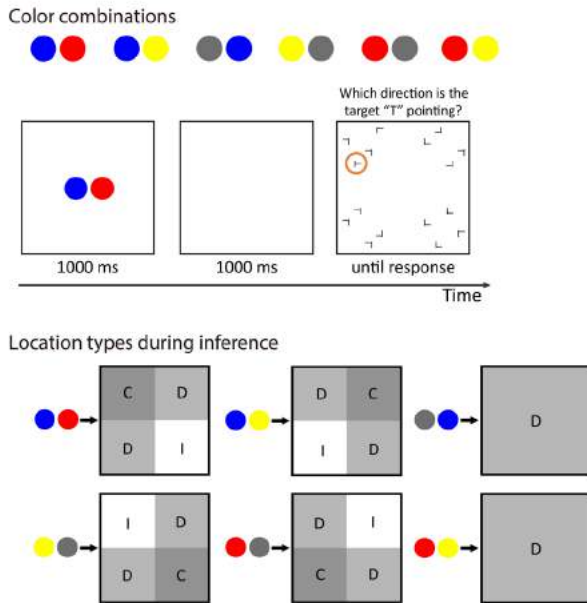 Color combinations
Which direction is the
target "T" pointing?
1000 ms
1000 ms
until response
Time
Location types during inference
C D
D I
D C
I D
D
I D
D C
D I
C D
D